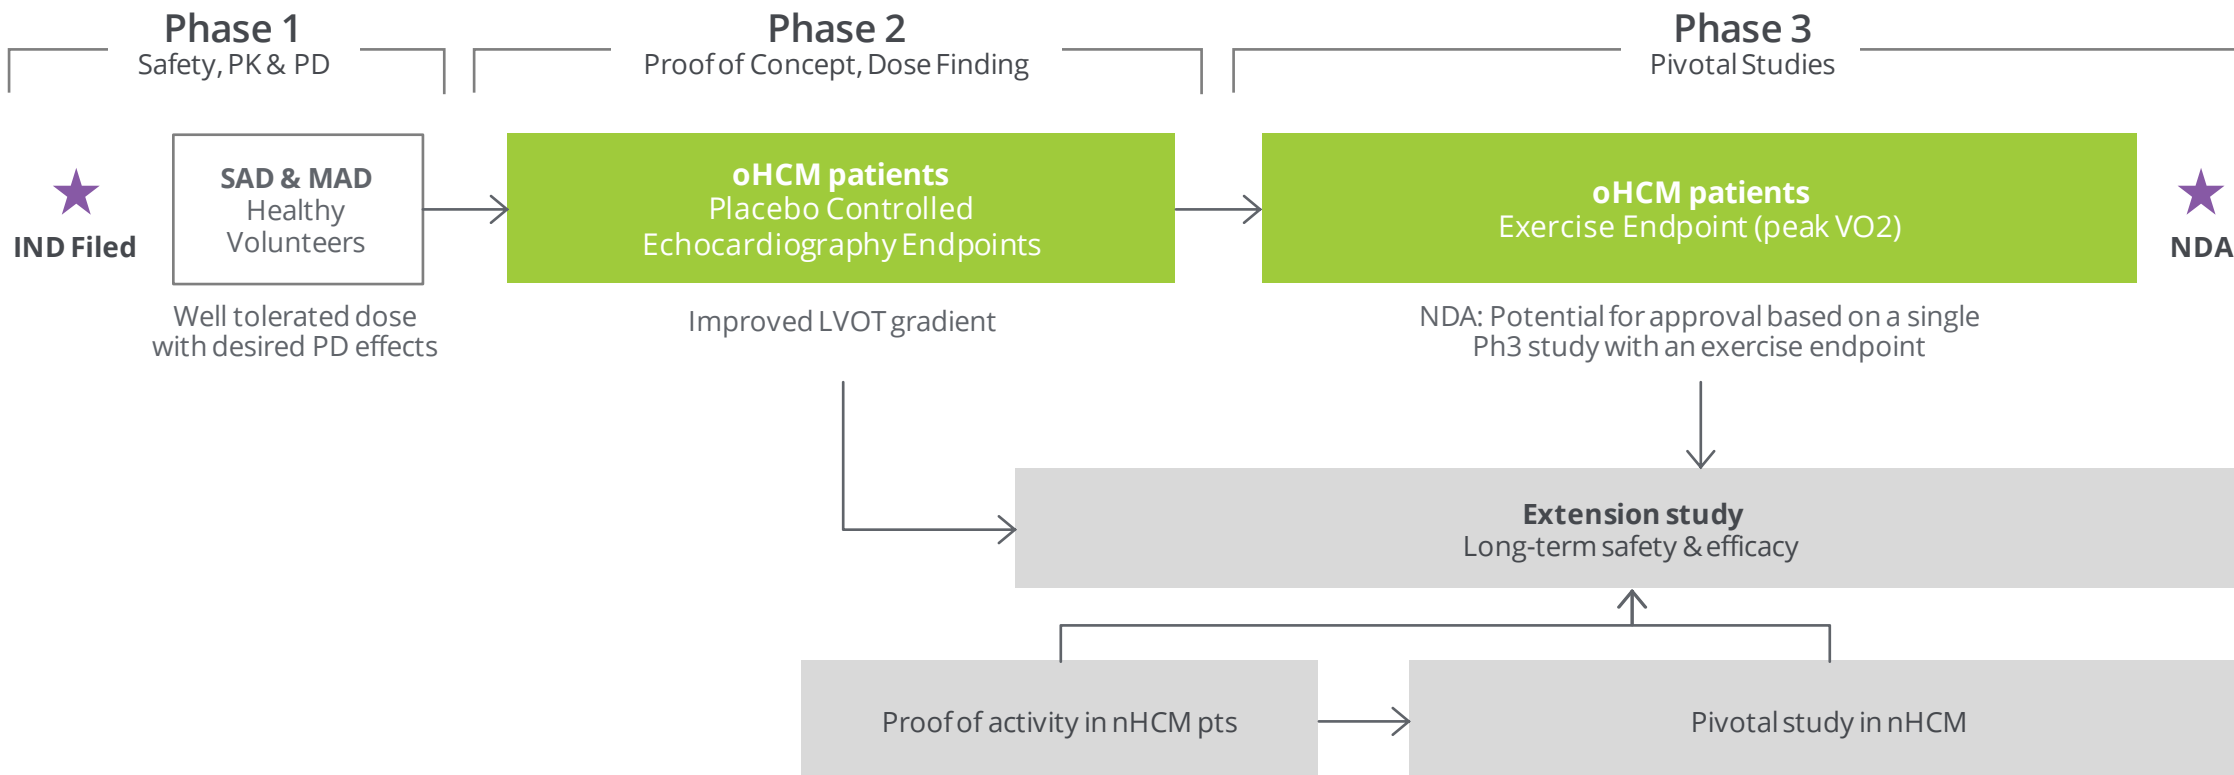 Phase 1
Safety, PK & PD
Phase 2
Proof of Concept, Dose Finding
Phase 3
Pivotal Studies
IND Filed
SAD & MAD
Healthy
Volunteers
oHCM patients
Placebo Controlled
Echocardiography Endpoints
oHCM patients
Exercise Endpoint (peak VO2)
NDA
Well tolerated dose
with desired PD effects
Improved LVOT gradient
NDA: Potential for approval based on a single
Ph3 study with an exercise endpoint
Extension study
Long-term safety & efficacy
Proof of activity in nHCM pts
Pivotal study in nHCM